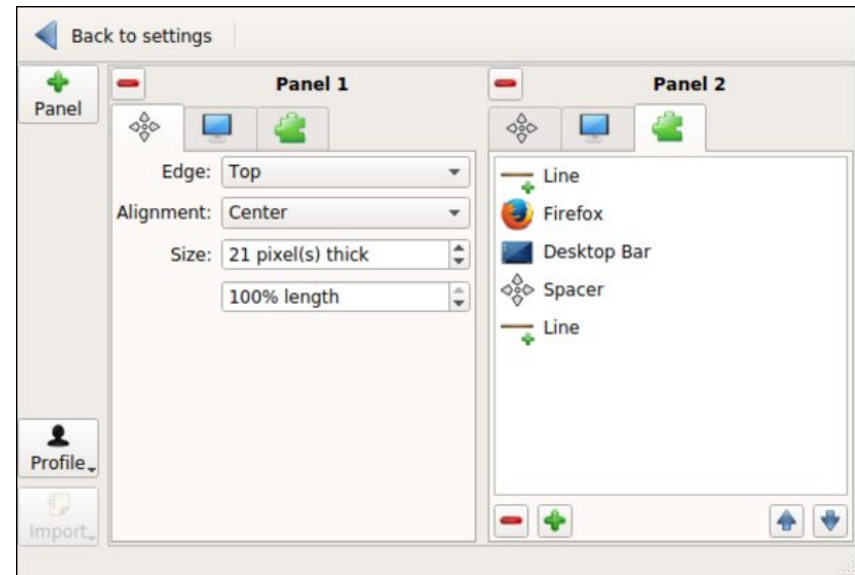 Back to settings
Panel
Panel 1
Edge: Top
Alignment: Center
Size: 21 pixel(s) thick
100% length
Panel 2
Line
Firefox
Desktop Bar
Spacer
Line
Profile
Import